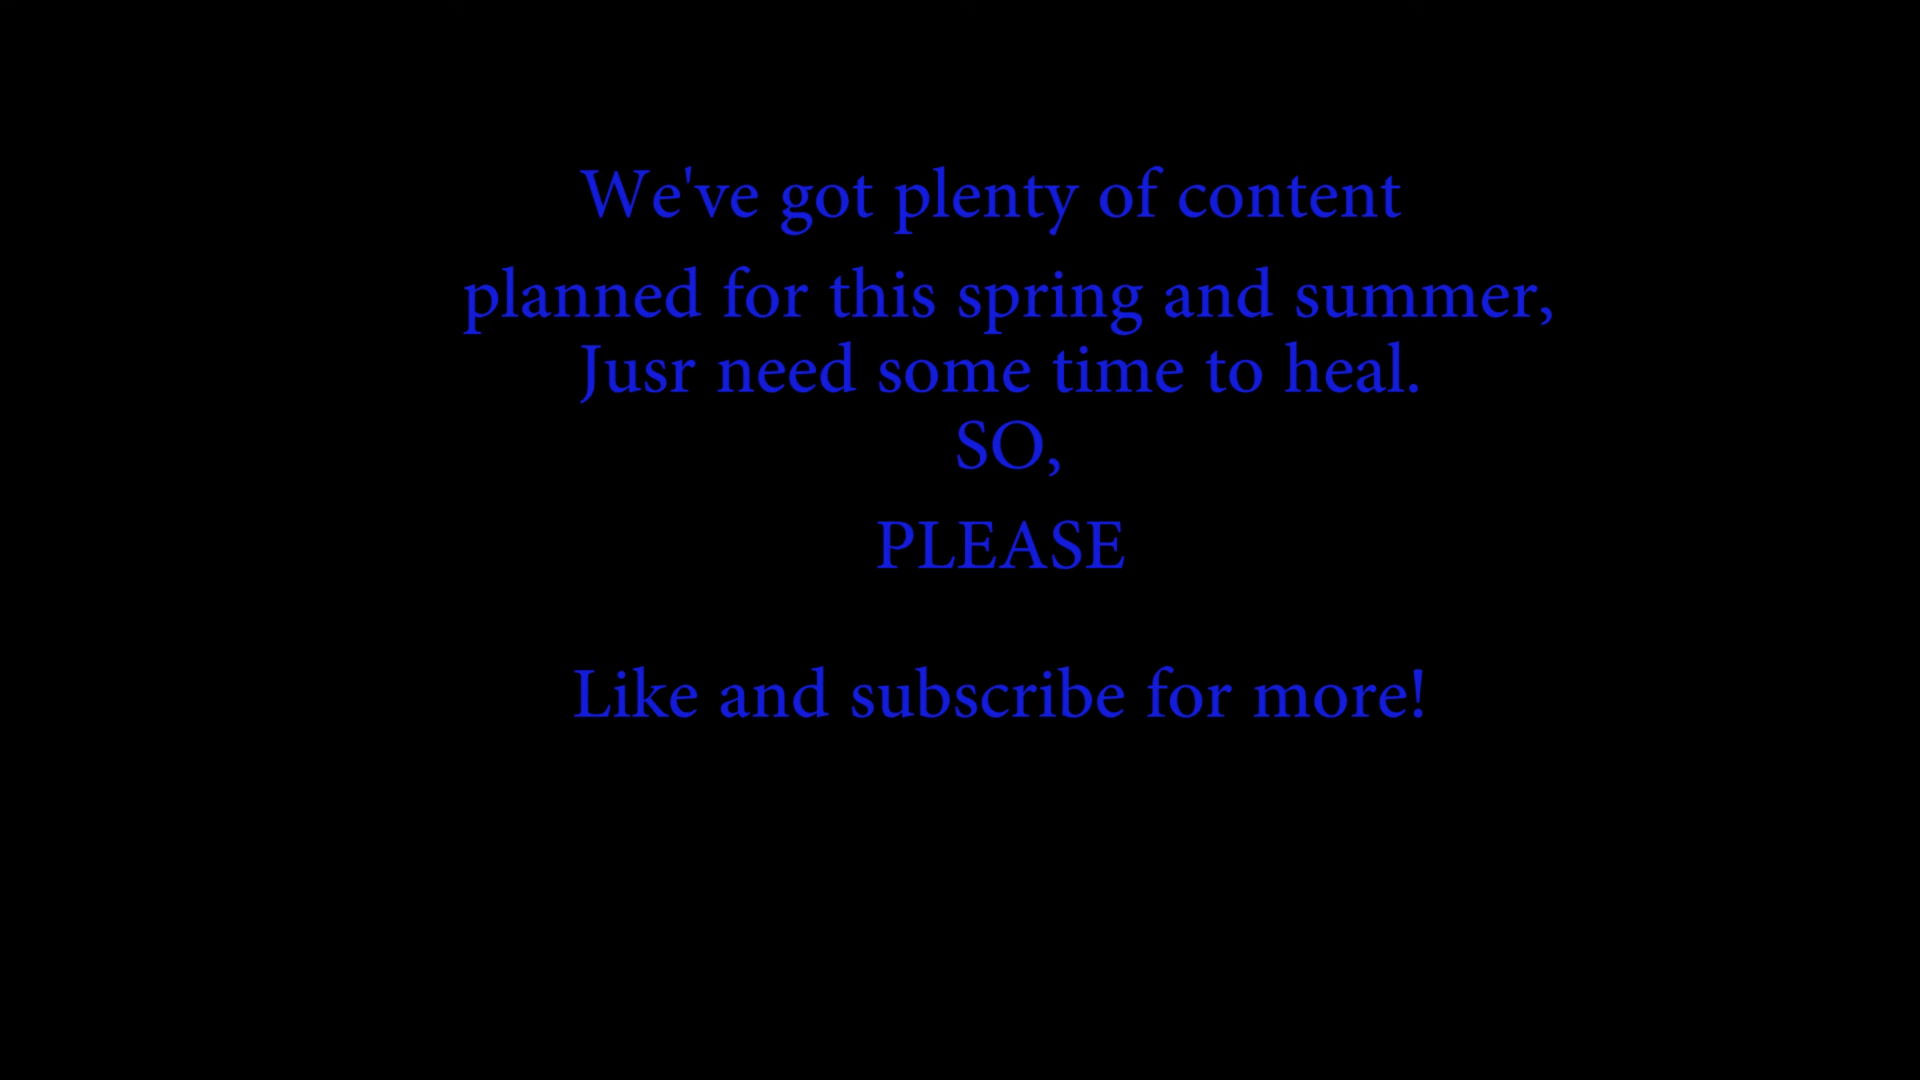 We've got plenty of content
planned for this spring and summer,
Jusr need some time to heal.
SO,
PLEASE
Like and subscribe for more!